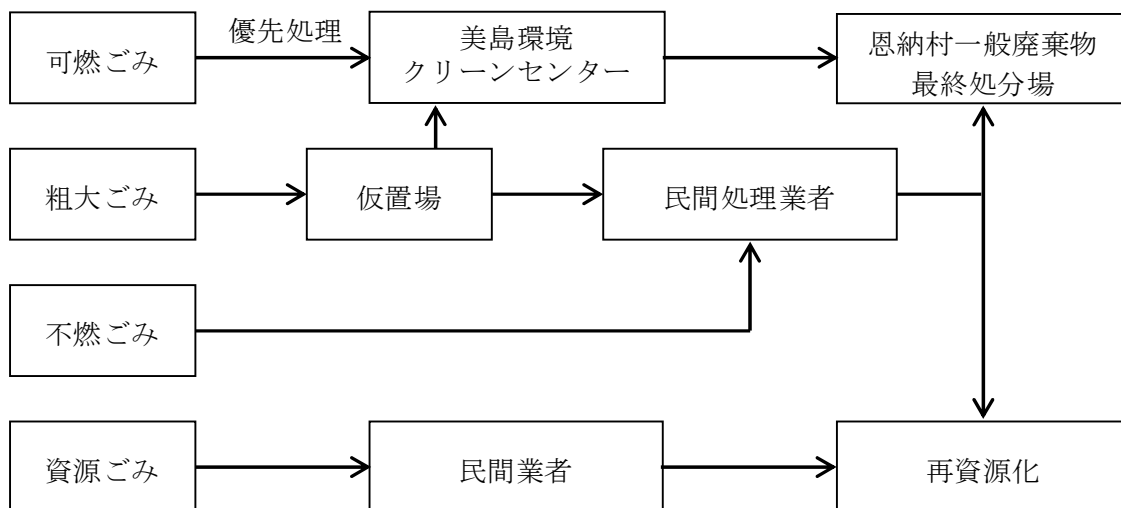 可燃ごみ
優先処理
美島環境
クリーンセンター
恩納村一般廃棄物
最終処分場
粗大ごみ
仮置場
民間処理業者
不燃ごみ
資源ごみ
民間業者
再資源化